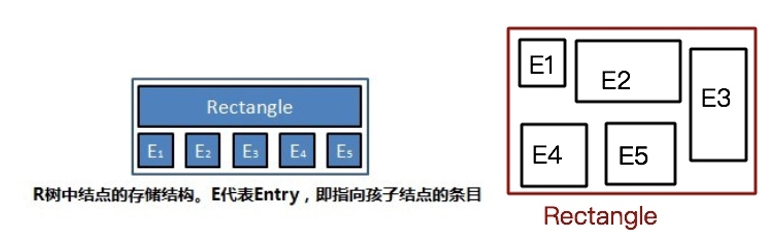 Rectangle
E₁ E₂ E₃ E₄ E₅
R树中结点的存储结构。E代表Entry，即指向孩子结点的条目
E1 E2 E3
E4 E5
Rectangle